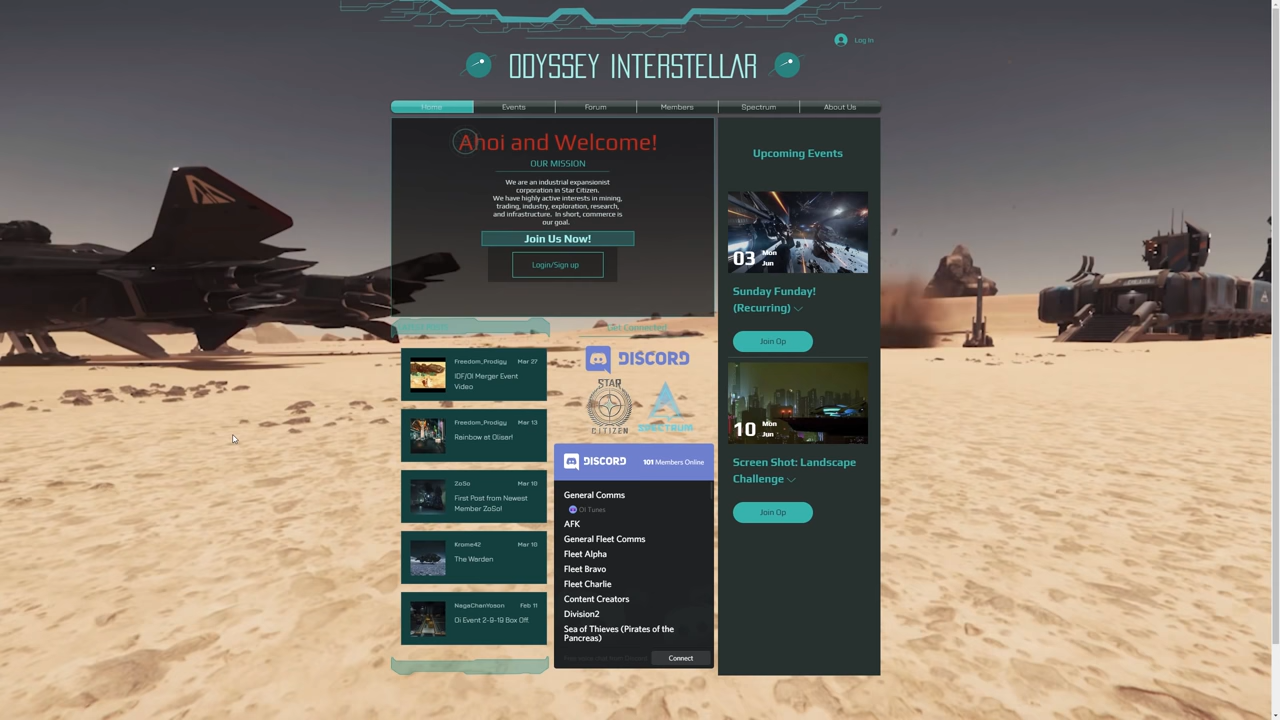 Log In
ODYSSEY INTERSTELLAR
Home
Events
Forum
Members
Spectrum
About Us
Ahoi and Welcome!
OUR MISSION
We are an industrial expansionist
corporation in Star Citizen.
We have highly active interests in mining,
trading, industry, exploration, research,
and infrastructure. In short, commerce is
our goal.
Join Us Now!
Login/Sign up
Freedom_Prodigy
Mar 27
IDF/OI Merger Event
Video
Freedom_Prodigy
Mar 13
Rainbow at Olisar!
ZoSo
Mar 10
First Post from Newest
Member ZoSo!
Krome42
Mar 10
The Warden
NagaChanYoson
Feb 11
Oi Event 2-9-19 Box Off.
Get Connected
DISCORD
STAR
CITIZEN
SPECTRUM
DISCORD
101 Members Online
General Comms
OI Tunes
AFK
General Fleet Comms
Fleet Alpha
Fleet Bravo
Fleet Charlie
Content Creators
Division2
Sea of Thieves (Pirates of the
Pancreas)
Connect
Upcoming Events
03
Mon
Jun
Sunday Funday!
(Recurring)
Join Op
10
Mon
Jun
Screen Shot: Landscape
Challenge
Join Op